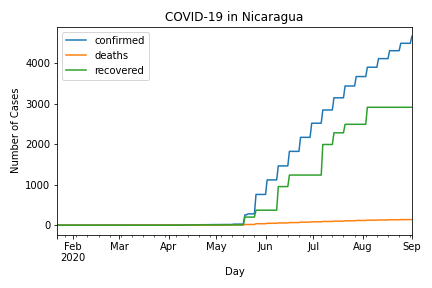 COVID-19 in Nicaragua
confirmed
deaths
recovered
Number of Cases
4000
3000
2000
1000
0
Feb Mar Apr May Jun Jul Aug Sep
2020
Day